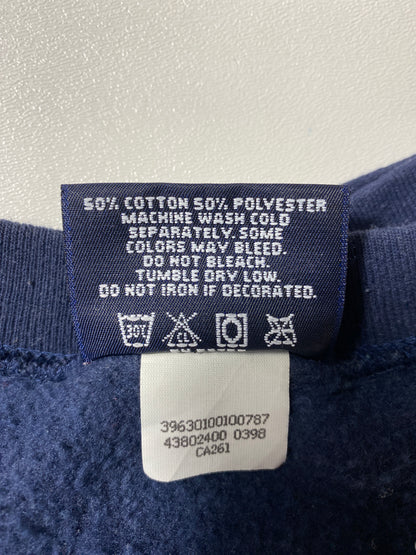 50% COTTON 50% POLYESTER
MACHINE WASH COLD
SEPARATELY. SOME
COLORS MAY BLEED.
DO NOT BLEACH.
TUMBLE DRY LOW.
DO NOT IRON IF DECORATED.
30° CL
39630100100787
43802400 0398
CA261